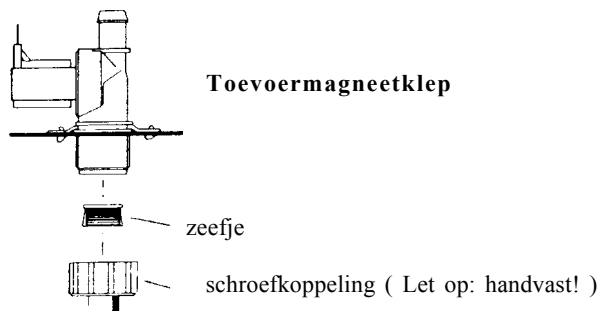 Toevoermagneetklep
zeefje
schroefkoppeling ( Let op: handvast! )